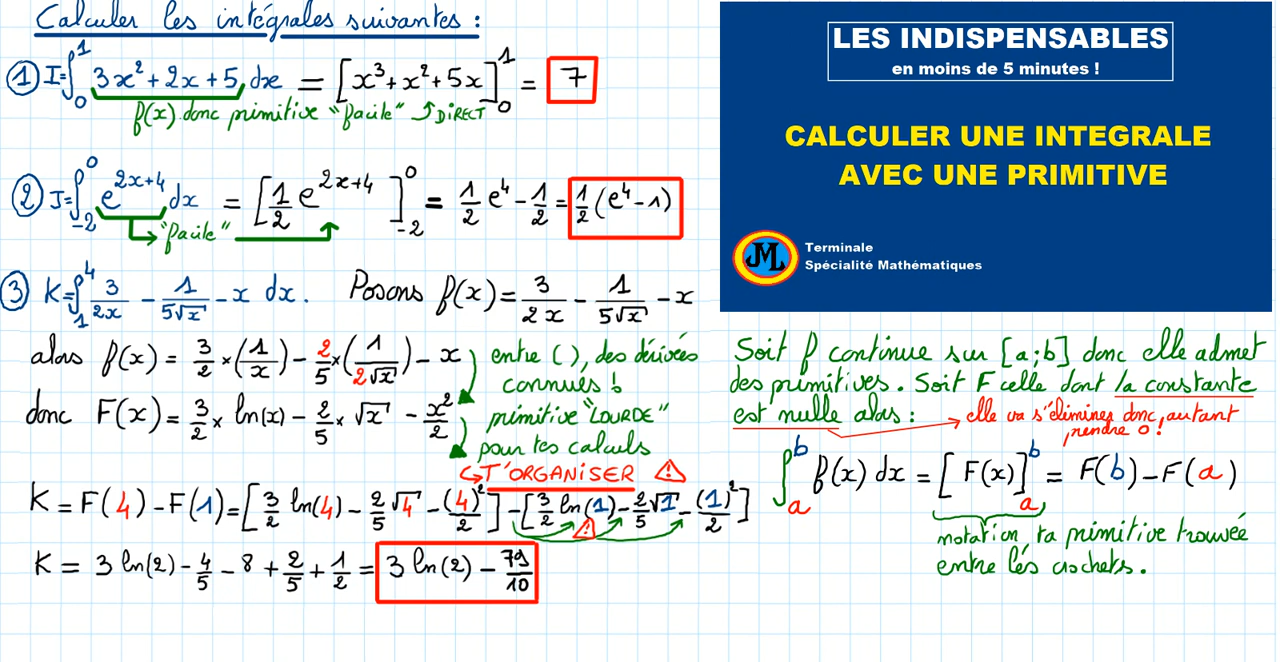 Calculer les intégrales suivantes :
① I=∫₀¹ 3x²+2x+5 dx = [x³+x²+5x]₀¹ = 7
f(x) donc primitive "facile" ⤴ DIRECT
② J=∫₋₂⁰ e^(2x+4) dx = [1/2 e^(2x+4)]₋₂⁰ = 1/2 e⁴ - 1/2 = 1/2 (e⁴-1)
"facile"
③ K=∫₁⁴ 3/(2x) - 1/(5√x) - x dx. Posons f(x) = 3/(2x) - 1/(5√x) - x
alors f(x) = 3/2 × (1/x) - 2/5 × (1/(2√x)) - x
entre ( ), des dérivées
connues !
donc F(x) = 3/2 × ln(x) - 2/5 × √x - x²/2
primitive "LOURDE"
pour tes calculs
↪ T'ORGANISER ⚠
K = F(4) - F(1) = [3/2 ln(4) - 2/5 √4 - (4)²/2] - [3/2 ln(1) - 2/5 √1 - (1)²/2]
⚠
K = 3 ln(2) - 4/5 - 8 + 2/5 + 1/2 = 3 ln(2) - 79/10
LES INDISPENSABLES
en moins de 5 minutes !
CALCULER UNE INTEGRALE
AVEC UNE PRIMITIVE
JML
Terminale
Spécialité Mathématiques
Soit f continue sur [a;b] donc elle admet
des primitives. Soit F celle dont la constante
est nulle alors :
elle va s'éliminer donc, autant
prendre 0 !
∫ₐᵇ f(x) dx = [F(x)]ₐᵇ = F(b) - F(a)
notation, ta primitive trouvée
entre les crochets.